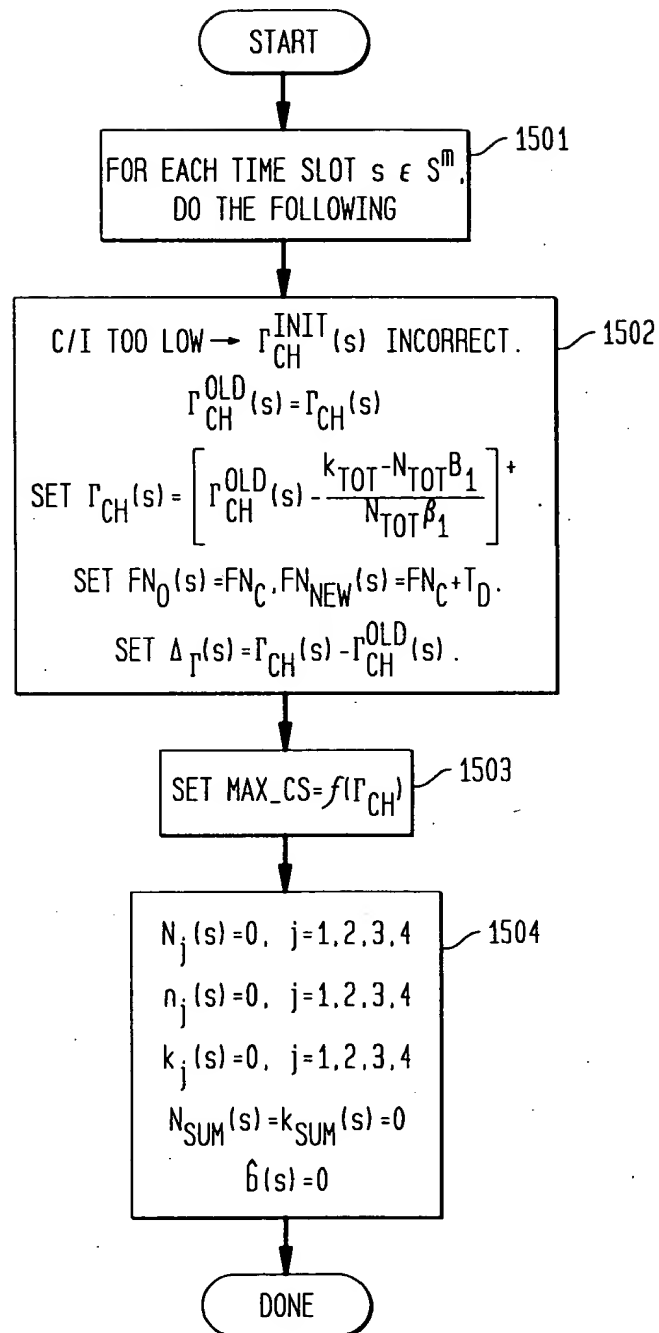 START
1501
FOR EACH TIME SLOT s ϵ S^m,
DO THE FOLLOWING
1502
C/I TOO LOW → Γ_CH^INIT(s) INCORRECT.
Γ_CH^OLD(s)=Γ_CH(s)
SET Γ_CH(s)=[Γ_CH^OLD(s)-(k_TOT-N_TOT B_1)/(N_TOT β_1)]^+
SET FN_O(s)=FN_C,FN_NEW(s)=FN_C+T_D.
SET Δ_Γ(s)=Γ_CH(s)-Γ_CH^OLD(s).
1503
SET MAX_CS=f(Γ_CH)
1504
N_j(s)=0, j=1,2,3,4
n_j(s)=0, j=1,2,3,4
k_j(s)=0, j=1,2,3,4
N_SUM(s)=k_SUM(s)=0
b̂(s)=0
DONE